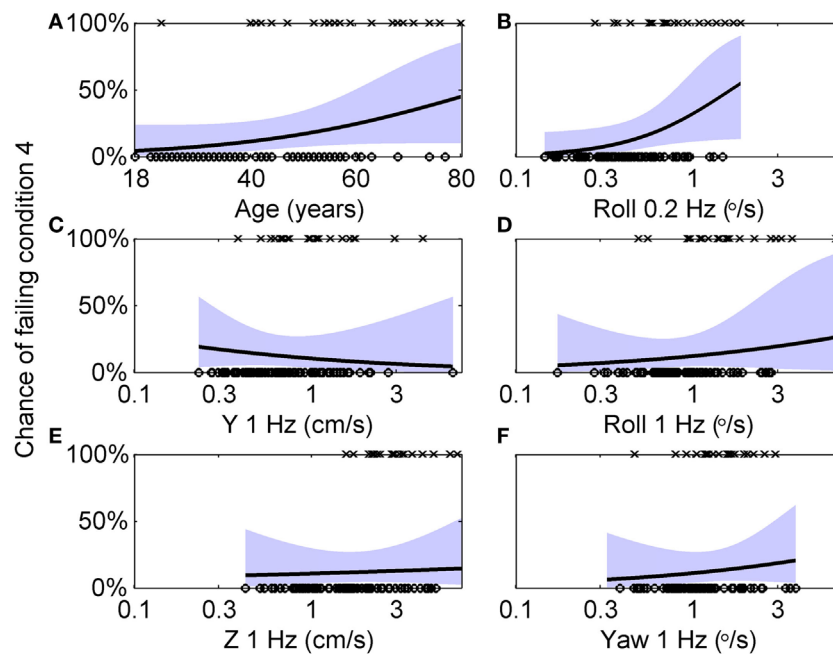 Chance of failing condition 4
A
100%
50%
0%
18 40 60 80
Age (years)
B
0.1 0.3 1 3
Roll 0.2 Hz (o/s)
C
100%
50%
0%
0.1 0.3 1 3
Y 1 Hz (cm/s)
D
0.1 0.3 1 3
Roll 1 Hz (o/s)
E
100%
50%
0%
0.1 0.3 1 3
Z 1 Hz (cm/s)
F
0.1 0.3 1 3
Yaw 1 Hz (o/s)